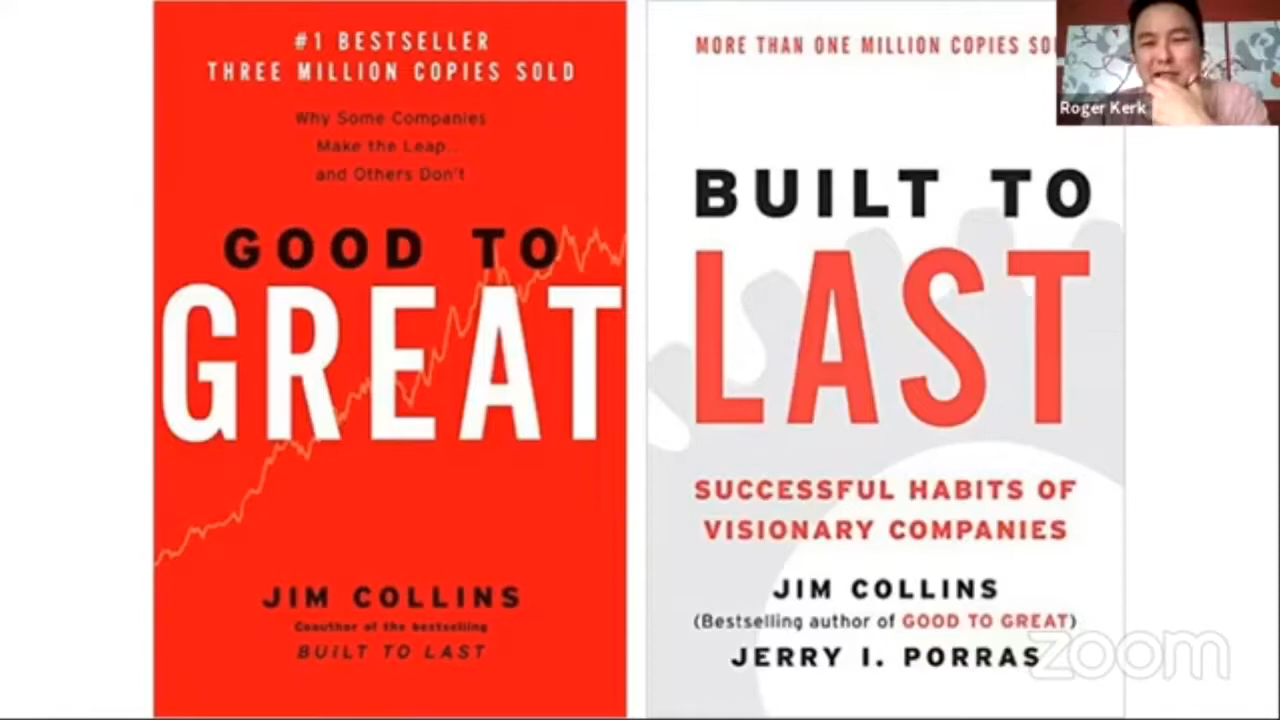 #1 BESTSELLER
THREE MILLION COPIES SOLD
Why Some Companies
Make the Leap...
and Others Don't
GOOD TO
GREAT
JIM COLLINS
Coauthor of the bestselling
BUILT TO LAST
MORE THAN ONE MILLION COPIES
BUILT TO
LAST
SUCCESSFUL HABITS OF
VISIONARY COMPANIES
JIM COLLINS
(Bestselling author of GOOD TO GREAT)
JERRY I. PORRAS
Roger Kerk
zoom